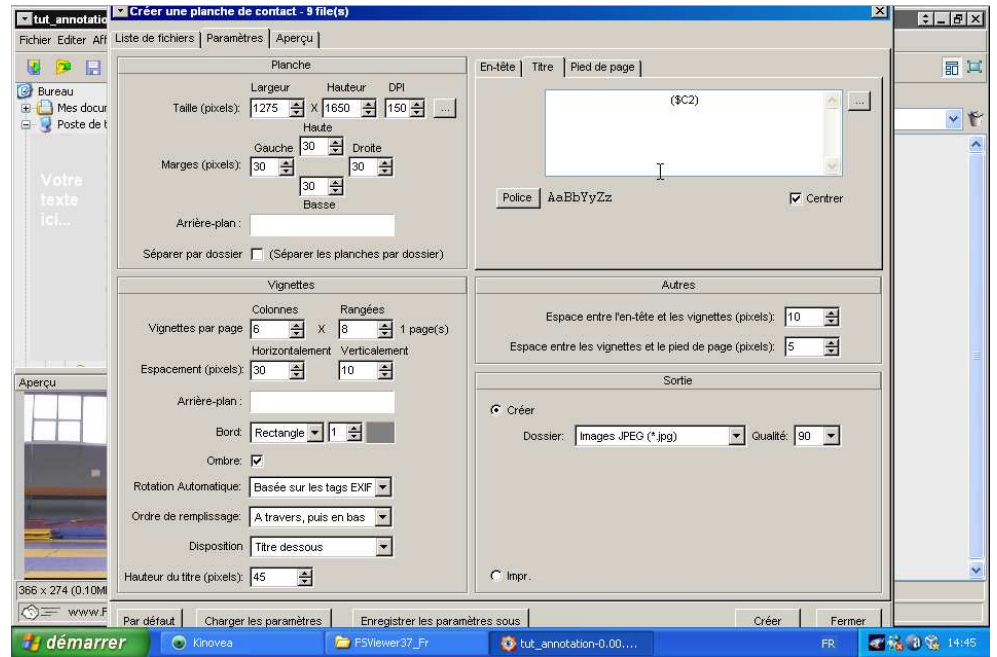 tut_annotatio
Créer une planche de contact - 9 file(s)
Fichier Editer Aff
Liste de fichiers Paramètres Aperçu
Bureau
Mes docur
Poste de t
Votre
texte
ici...
Planche
Largeur Hauteur DPI
Taille (pixels): 1275 X 1650 150 ...
Haute
Gauche 30 Droite
Marges (pixels): 30 30
30
Basse
Arrière-plan :
Séparer par dossier (Séparer les planches par dossier)
En-tête Titre Pied de page
($C2)
...
Police AaBbYyZz Centrer
Vignettes
Colonnes Rangées
Vignettes par page 6 X 8 1 page(s)
Horizontalement Verticalement
Espacement (pixels): 30 10
Arrière-plan :
Bord: Rectangle 1
Ombre:
Rotation Automatique: Basée sur les tags EXIF
Ordre de remplissage: A travers, puis en bas
Disposition Titre dessous
Hauteur du titre (pixels): 45
Autres
Espace entre l'en-tête et les vignettes (pixels): 10
Espace entre les vignettes et le pied de page (pixels): 5
Sortie
Créer
Dossier: Images JPEG (*.jpg) Qualité: 90
Impr.
Aperçu
366 x 274 (0.10M
www.F
Par défaut Charger les paramètres Enregistrer les paramètres sous Créer Fermer
démarrer Kinovea FSViewer37_Fr tut_annotation-0.00.... FR 14:45